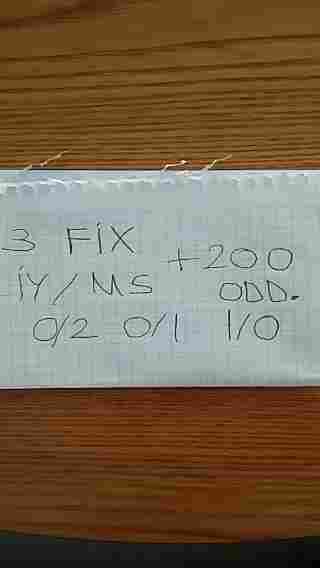 3 FİX +200
İY/MS ODD.
0/2 0/1 1/0